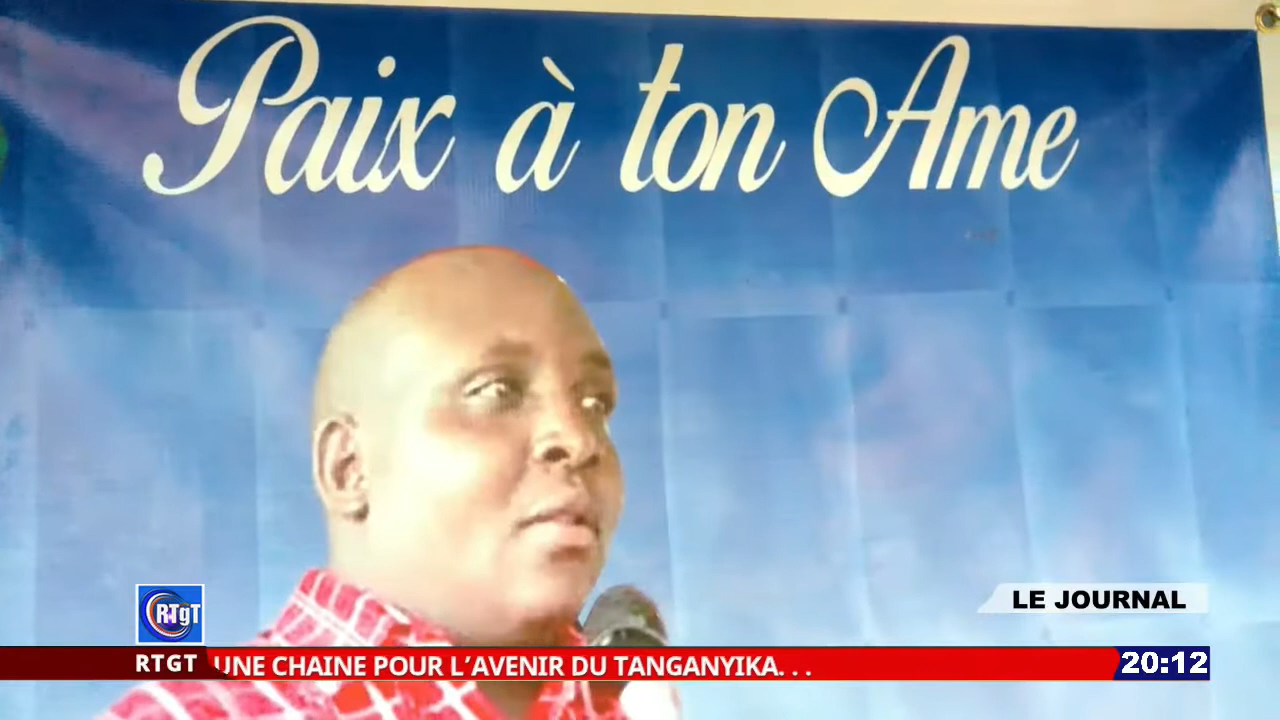 Paix à ton Ame
LE JOURNAL
RTgT
RTGT
UNE CHAINE POUR L'AVENIR DU TANGANYIKA. . .
20:12